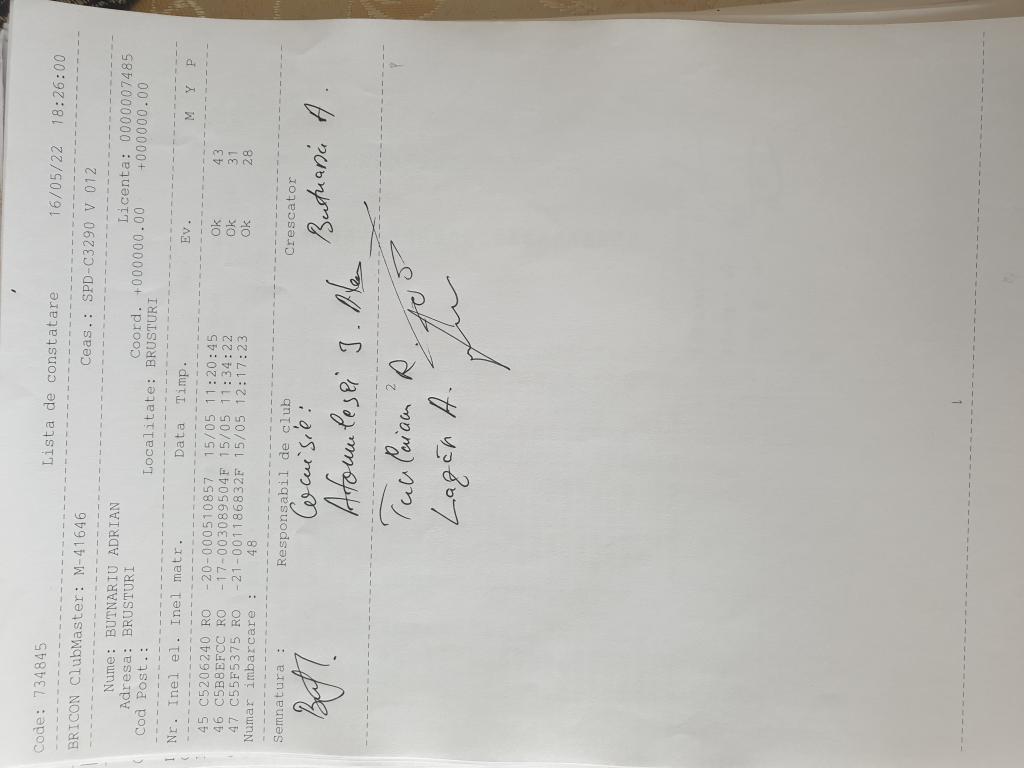 Code: 734845 Lista de constatare 16/05/22 18:26:00
BRICON ClubMaster: M-41646 Ceas.: SPD-C3290 V 012
Nume: BUTNARIU ADRIAN Licenta: 0000007485
Adresa: BRUSTURI Coord. +000000.00 +000000.00
Cod Post.: Localitate: BRUSTURI
Nr. Inel el. Inel matr. Data Timp. Ev. M Y P
45 C5206240 RO -20-000510857 15/05 11:20:45 Ok 43
46 C5B8EFCC RO -17-003089504F 15/05 11:34:22 Ok 31
47 C55F5375 RO -21-001186832F 15/05 12:17:23 Ok 28
Numar imbarcare : 48
Semnatura : Responsabil de club Crescator
Comisie: Butnariu A.
I.
2 R.
A.